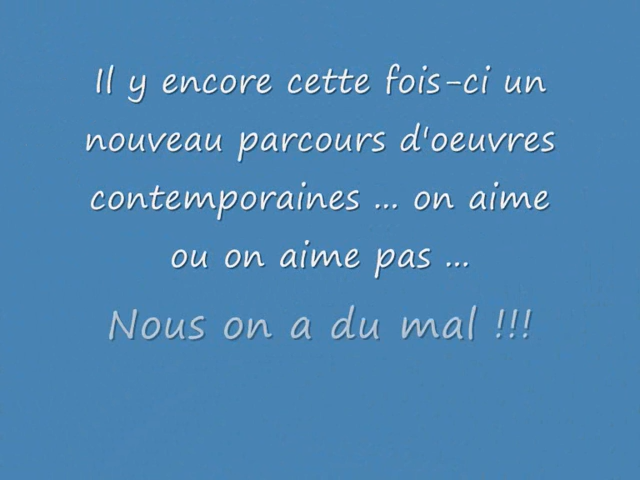 Il y encore cette fois-ci un
nouveau parcours d'oeuvres
contemporaines ... on aime
ou on aime pas ...
Nous on a du mal !!!